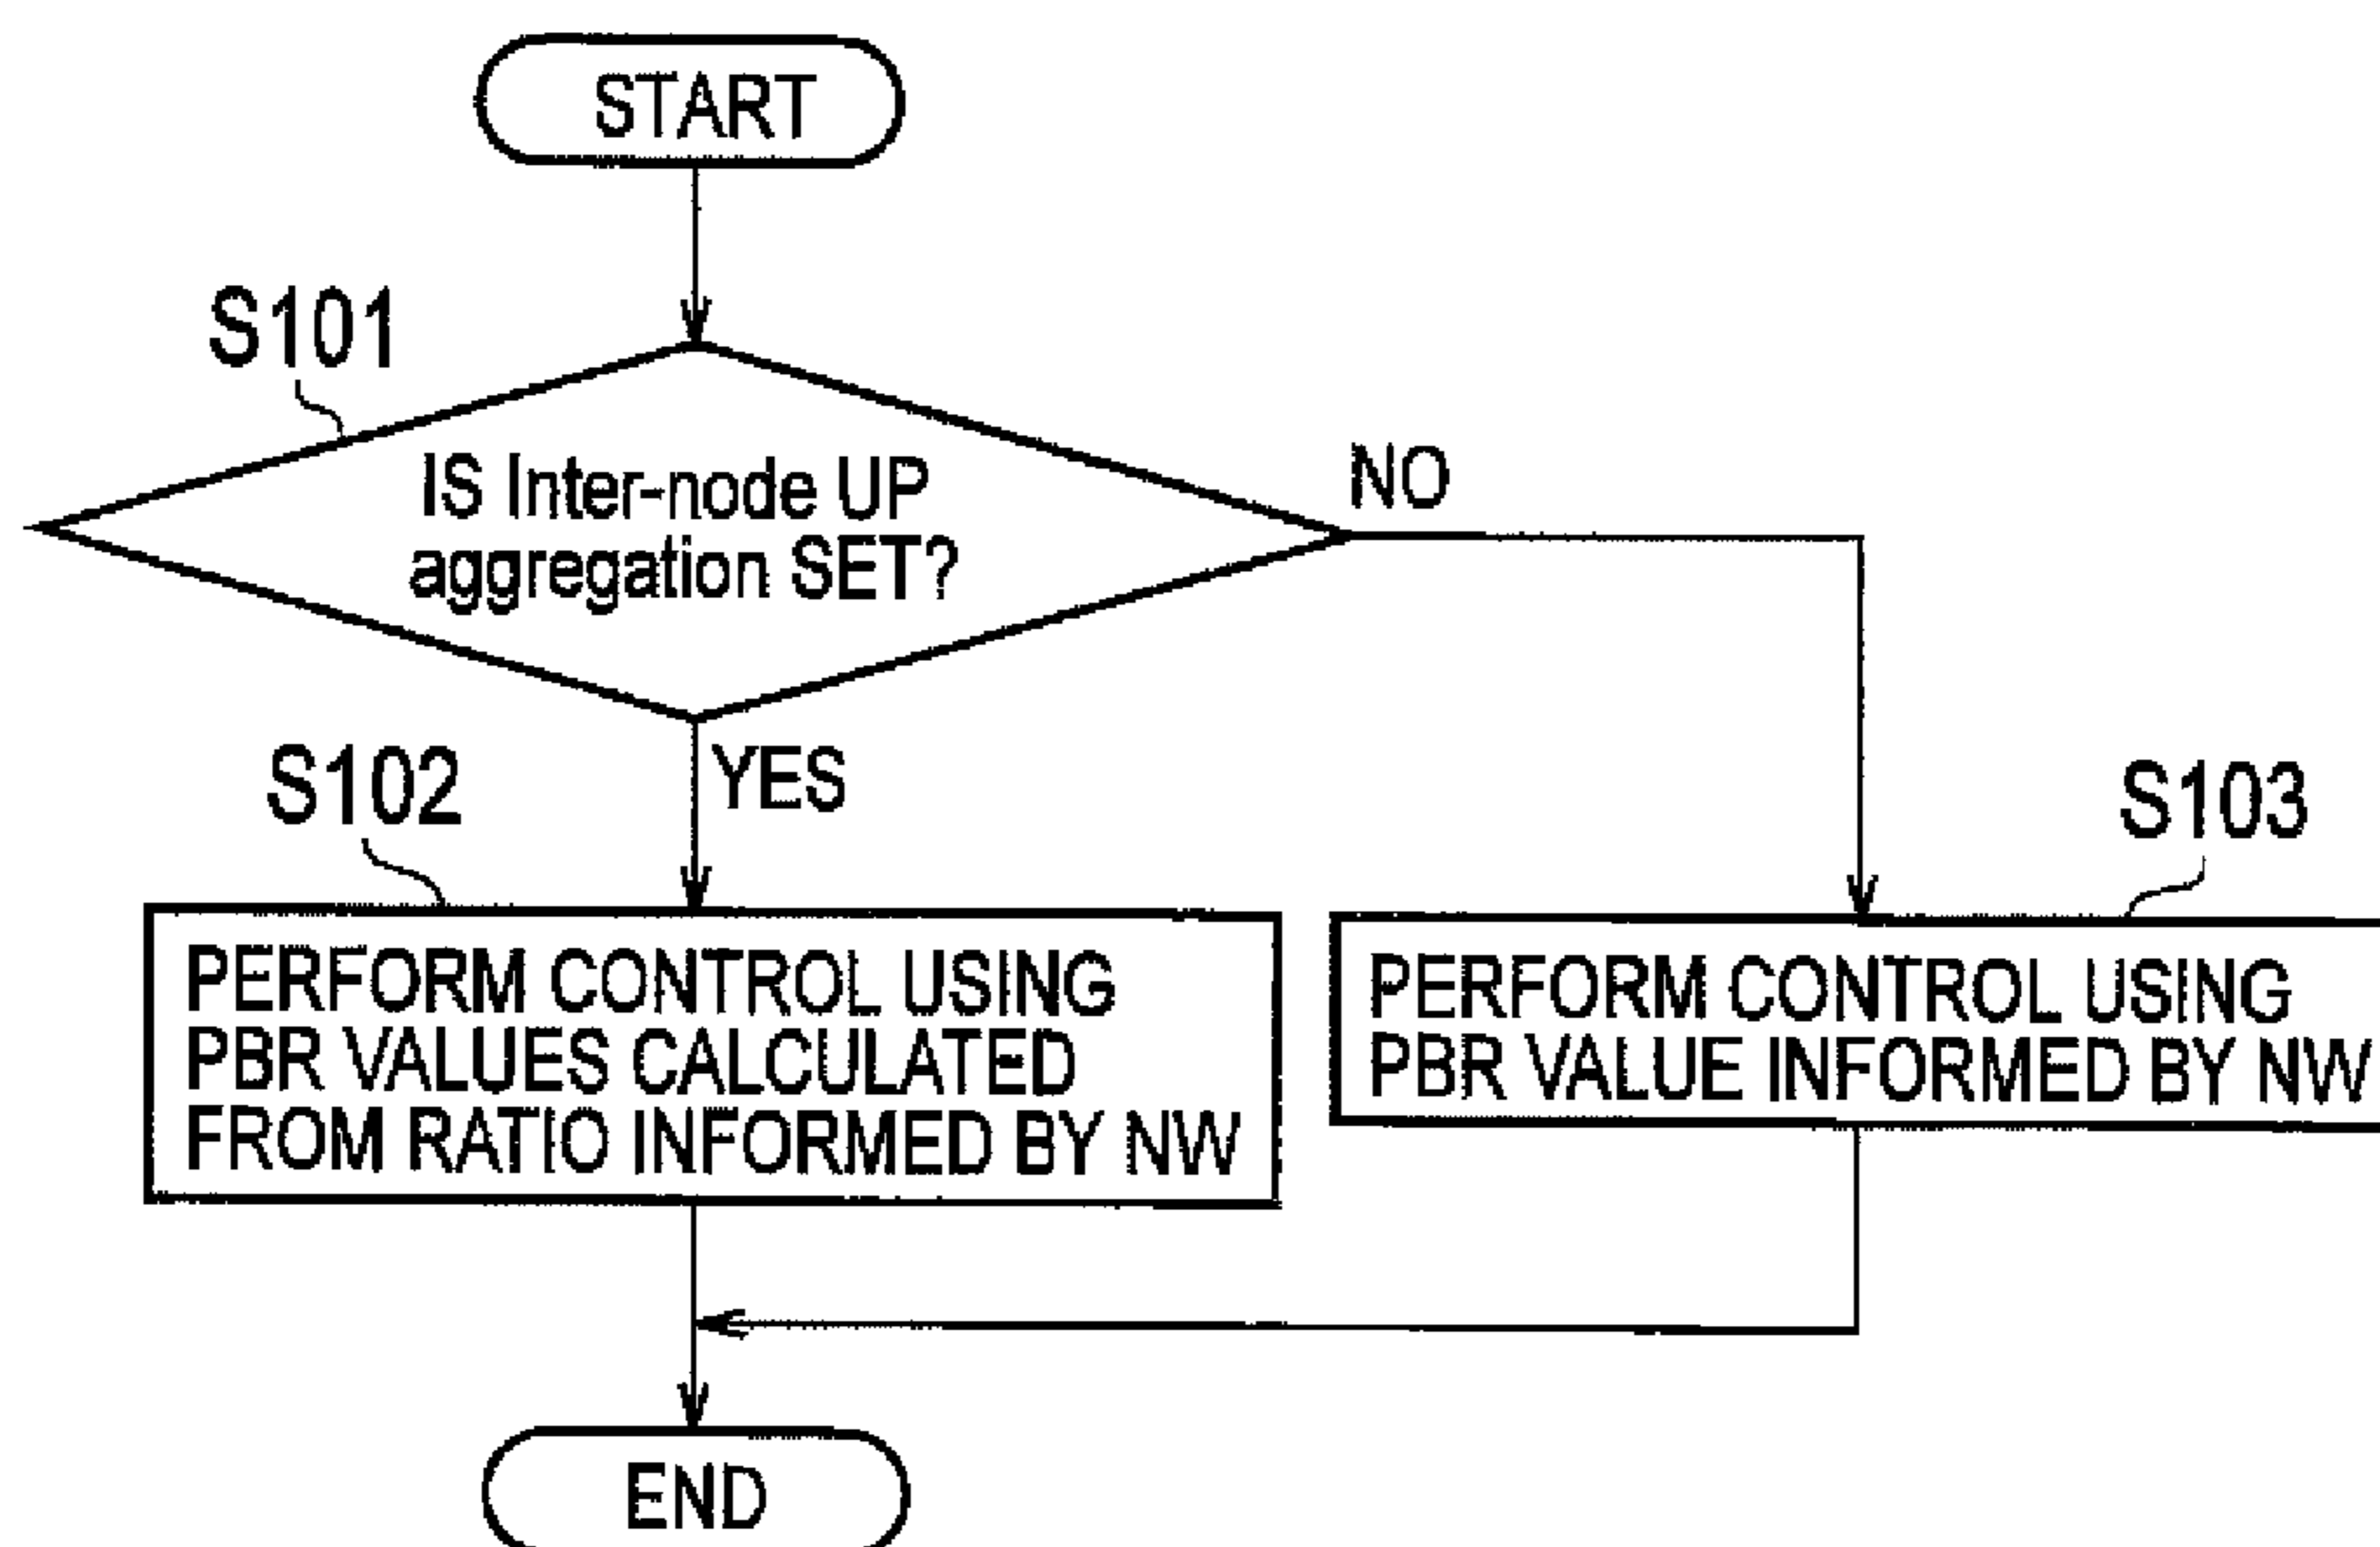 START
S101
IS Inter-node UP
aggregation SET?
NO
YES
S102
S103
PERFORM CONTROL USING
PBR VALUES CALCULATED
FROM RATIO INFORMED BY NW
PERFORM CONTROL USING
PBR VALUE INFORMED BY NW
END